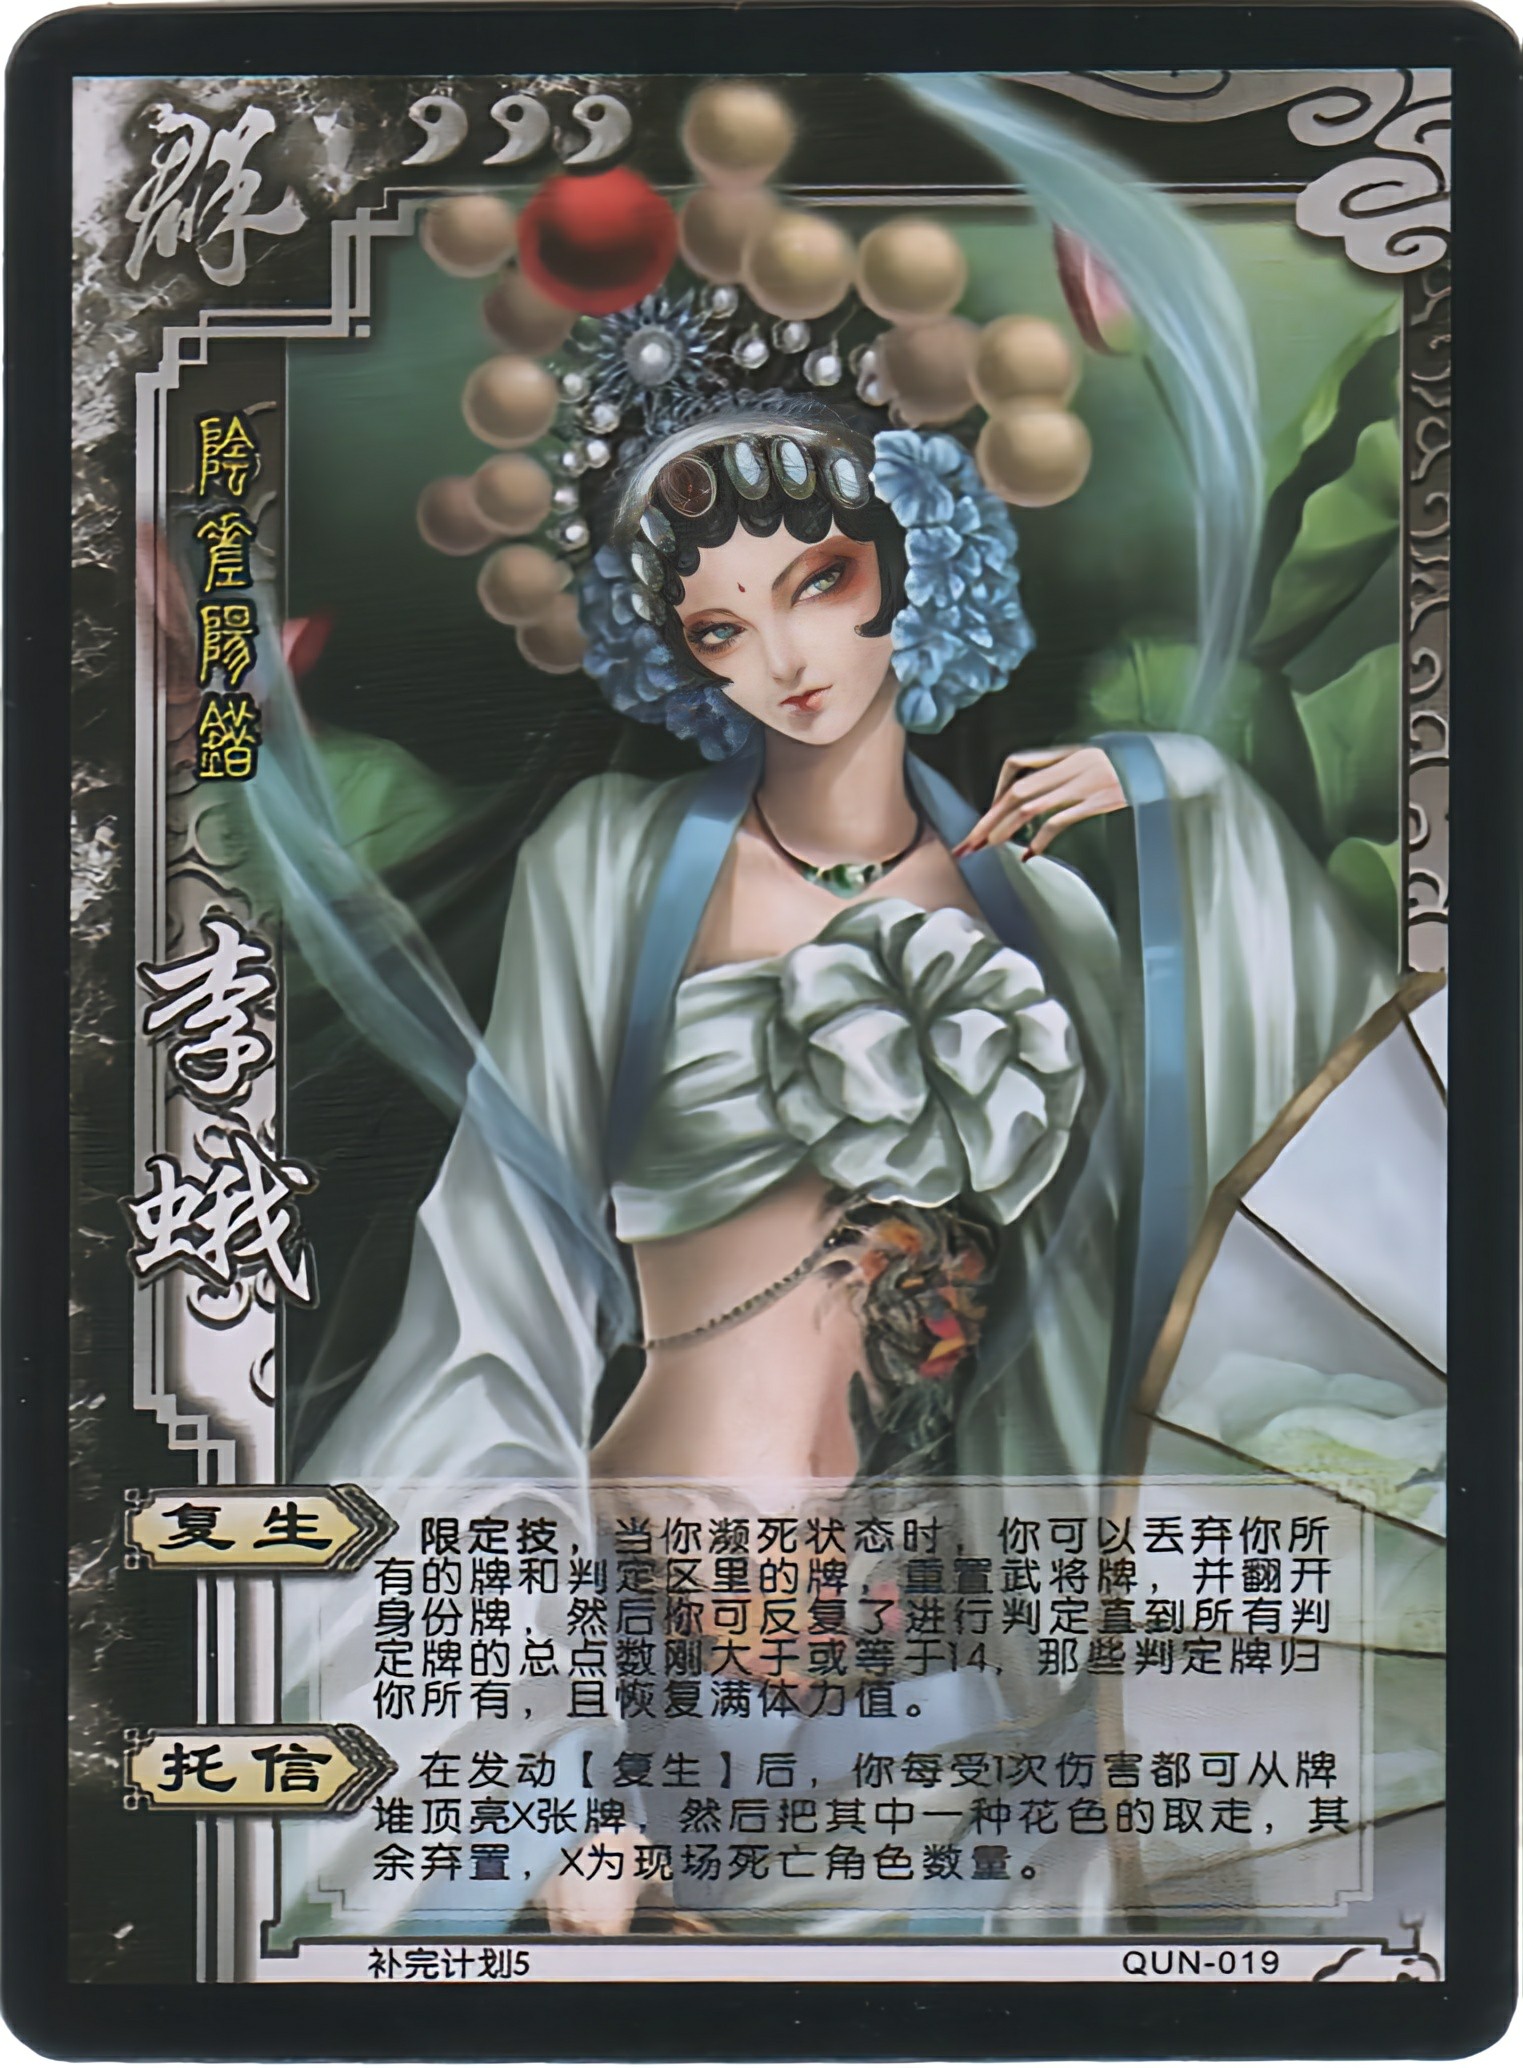 群
陰差陽錯
李蛾
复生
限定技，当你濒死状态时，你可以丢弃你所
有的牌和判定区里的牌，重置武将牌，并翻开
身份牌，然后你可反复了进行判定直到所有判
定牌的总点数刚大于或等于14，那些判定牌归
你所有，且恢复满体力值。
托信
在发动【复生】后，你每受1次伤害都可从牌
堆顶亮X张牌，然后把其中一种花色的取走，其
余弃置，X为现场死亡角色数量。
补完计划5
QUN-019